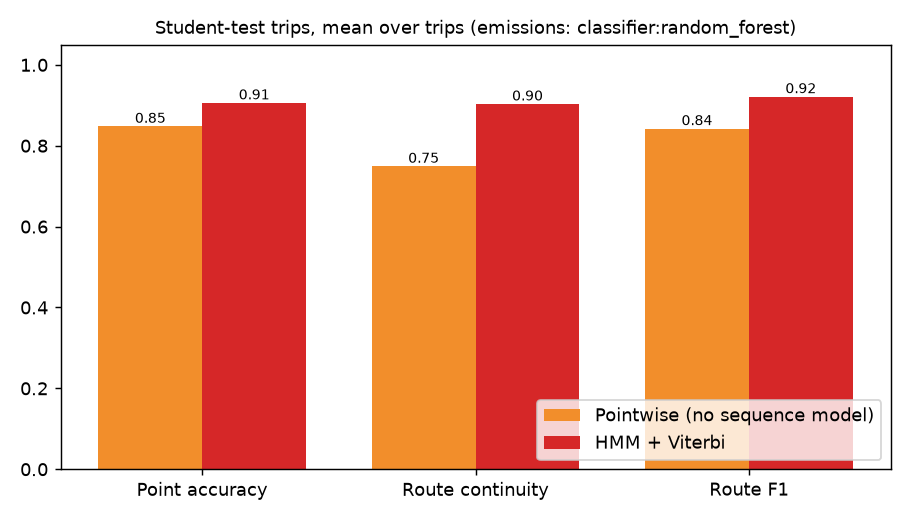 Student-test trips, mean over trips (emissions: classifier:random_forest)
1.0
0.8
0.6
0.4
0.2
0.0
0.85
0.91
0.75
0.90
0.84
0.92
Pointwise (no sequence model)
HMM + Viterbi
Point accuracy
Route continuity
Route F1